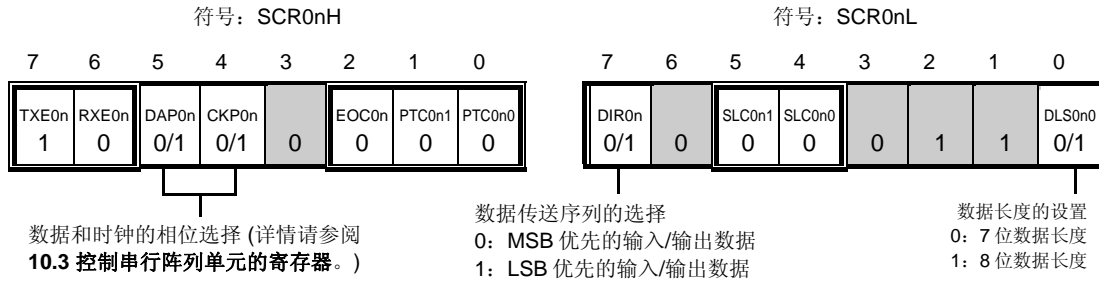 符号：SCR0nH
符号：SCR0nL
7 6 5 4 3 2 1 0
7 6 5 4 3 2 1 0
TXE0n RXE0n DAP0n CKP0n EOC0n PTC0n1 PTC0n0
1 0 0/1 0/1 0 0 0 0
DIR0n SLC0n1 SLC0n0 DLS0n0
0/1 0 0 0 0 1 1 0/1
数据和时钟的相位选择 (详情请参阅
10.3 控制串行阵列单元的寄存器。)
数据传送序列的选择
0：MSB 优先的输入/输出数据
1：LSB 优先的输入/输出数据
数据长度的设置
0：7 位数据长度
1：8 位数据长度